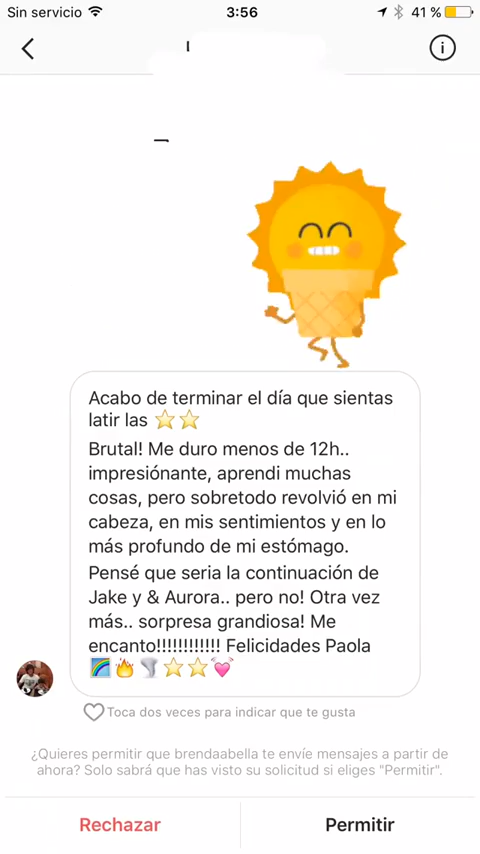 Sin servicio 3:56 41 %
Acabo de terminar el día que sientas
latir las ⭐⭐
Brutal! Me duro menos de 12h..
impresiónante, aprendi muchas
cosas, pero sobretodo revolvió en mi
cabeza, en mis sentimientos y en lo
más profundo de mi estómago.
Pensé que seria la continuación de
Jake y & Aurora.. pero no! Otra vez
más.. sorpresa grandiosa! Me
encanto!!!!!!!!!!!! Felicidades Paola
🌈🔥🌪⭐⭐💓
Toca dos veces para indicar que te gusta
¿Quieres permitir que brendaabella te envíe mensajes a partir de
ahora? Solo sabrá que has visto su solicitud si eliges "Permitir".
Rechazar Permitir